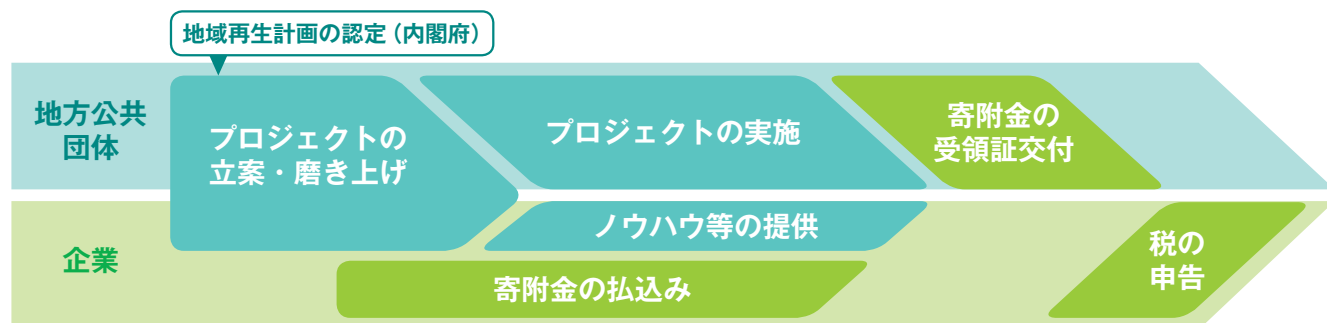 地域再生計画の認定（内閣府）
地方公共
団体
プロジェクトの
立案・磨き上げ
プロジェクトの実施
寄附金の
受領証交付
企業
ノウハウ等の提供
寄附金の払込み
税の
申告